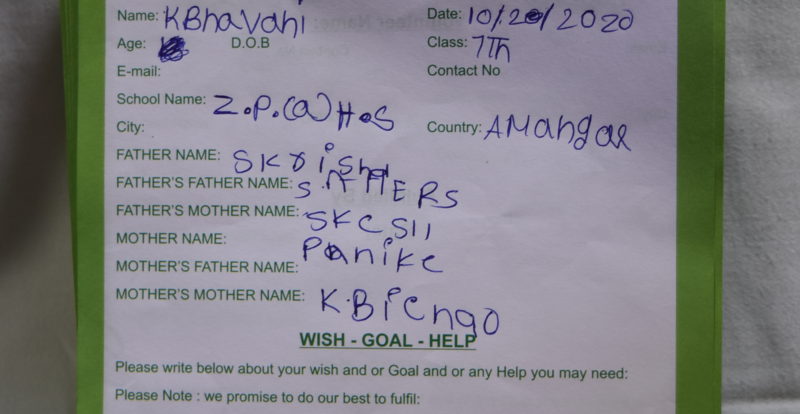 Name: KBhavani Date: 10/20/2020
Age: D.O.B Class: 7Th
E-mail: Contact No
School Name: Z.P.(a)H.S
City: Country: AMangal
FATHER NAME:
FATHER'S FATHER NAME:
FATHER'S MOTHER NAME:
MOTHER NAME: Panike
MOTHER'S FATHER NAME:
MOTHER'S MOTHER NAME: K.Biengo
WISH - GOAL - HELP
Please write below about your wish and or Goal and or any Help you may need:
Please Note : we promise to do our best to fulfil: